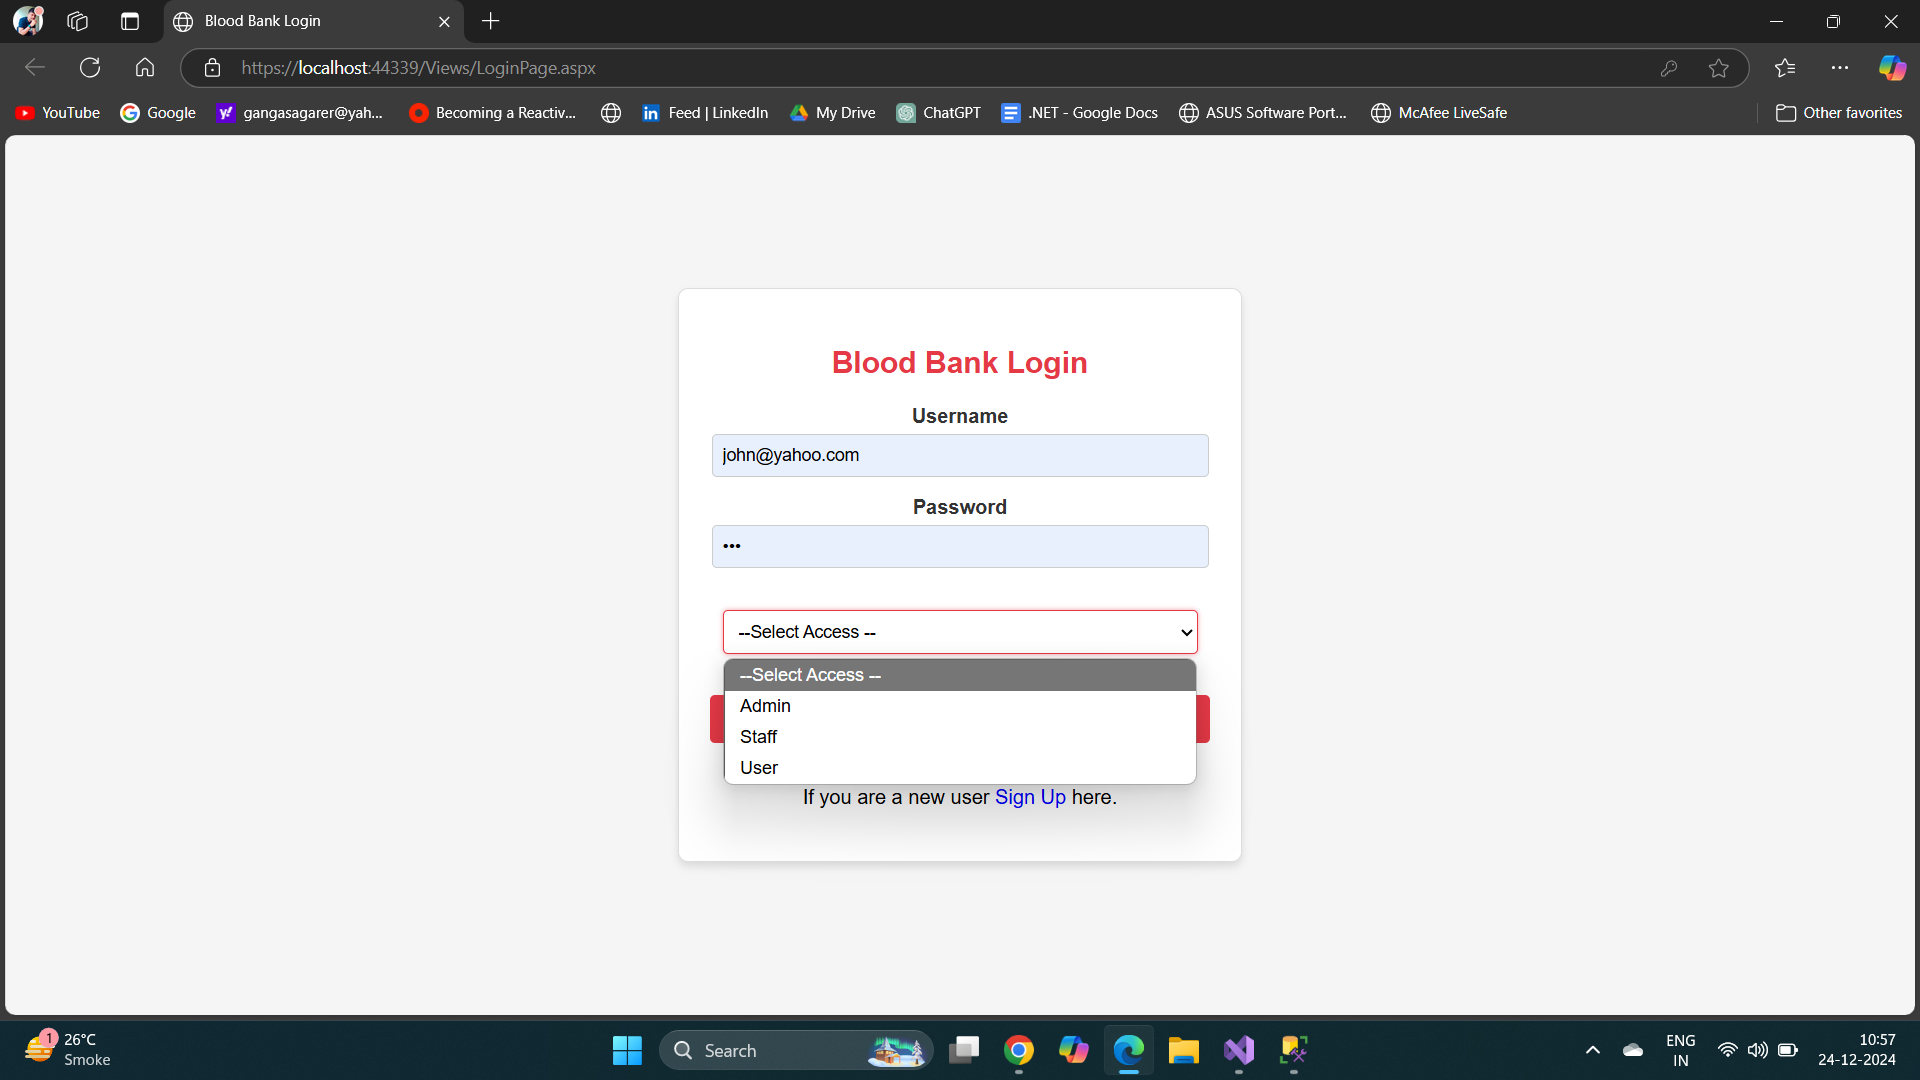 Blood Bank Login
https://localhost:44339/Views/LoginPage.aspx
YouTube
Google
gangasagarer@yah...
Becoming a Reactiv...
Feed | LinkedIn
My Drive
ChatGPT
.NET - Google Docs
ASUS Software Port...
McAfee LiveSafe
Other favorites
Blood Bank Login
Username
john@yahoo.com
Password
•••
--Select Access --
--Select Access --
Admin
Staff
User
If you are a new user Sign Up here.
1
26°C
Smoke
Search
ENG
IN
10:57
24-12-2024